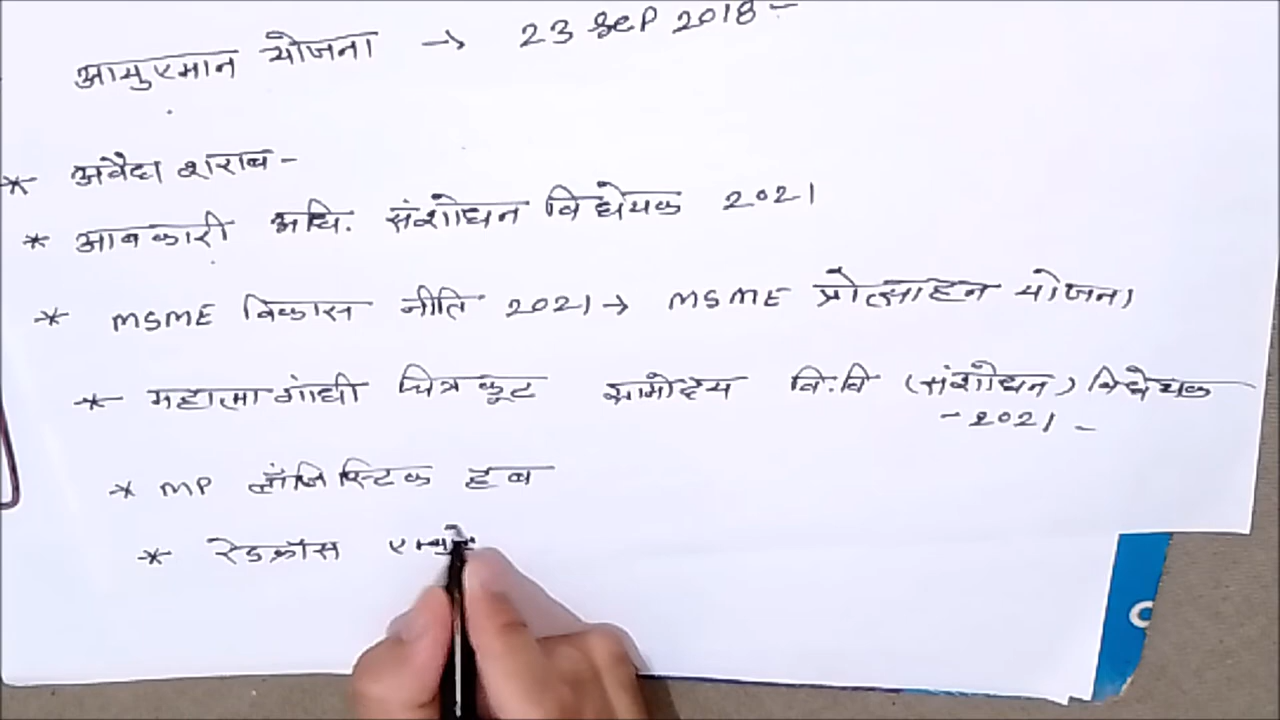 आयुष्मान योजना → 23 Sep 2018 -
* अवैध शराब -
* आबकारी अधि. संशोधन विधेयक 2021
* MSME विकास नीति 2021 → MSME प्रोत्साहन योजना
* महात्मा गांधी चित्रकूट ग्रामोदय वि.वि (संशोधन) विधेयक
- 2021 -
* MP लॉजिस्टिक हब
* रेडक्रॉस